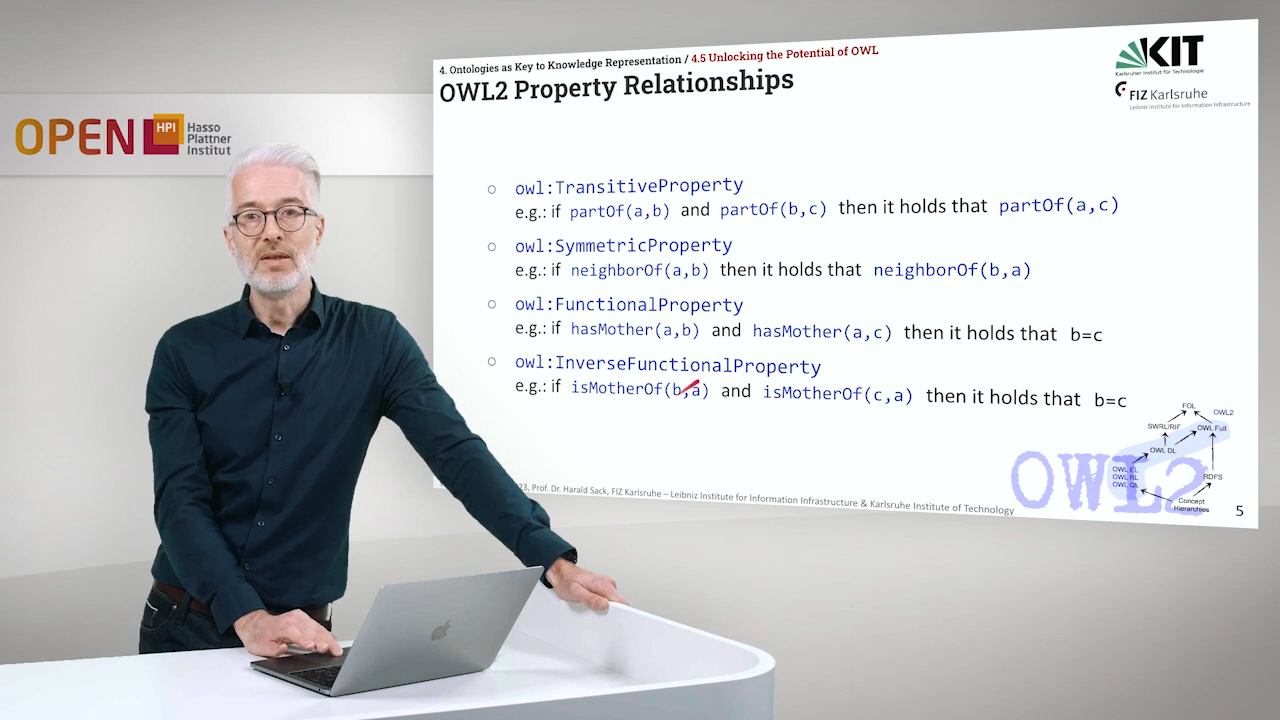 OPEN
HPI
Hasso
Plattner
Institut
4. Ontologies as Key to Knowledge Representation / 4.5 Unlocking the Potential of OWL
OWL2 Property Relationships
KIT
Karlsruher Institut für Technologie
FIZ Karlsruhe
Leibniz Institute for Information Infrastructure
owl:TransitiveProperty
e.g.: if partOf(a,b) and partOf(b,c) then it holds that partOf(a,c)
owl:SymmetricProperty
e.g.: if neighborOf(a,b) then it holds that neighborOf(b,a)
owl:FunctionalProperty
e.g.: if hasMother(a,b) and hasMother(a,c) then it holds that b=c
owl:InverseFunctionalProperty
e.g.: if isMotherOf(b,a) and isMotherOf(c,a) then it holds that b=c
FOL
OWL2
SWRL/RIF
OWL Full
OWL DL
OWL EL
OWL RL
OWL QL
RDFS
Concept
Hierarchies
OWL2
23, Prof. Dr. Harald Sack, FIZ Karlsruhe – Leibniz Institute for Information Infrastructure & Karlsruhe Institute of Technology
5